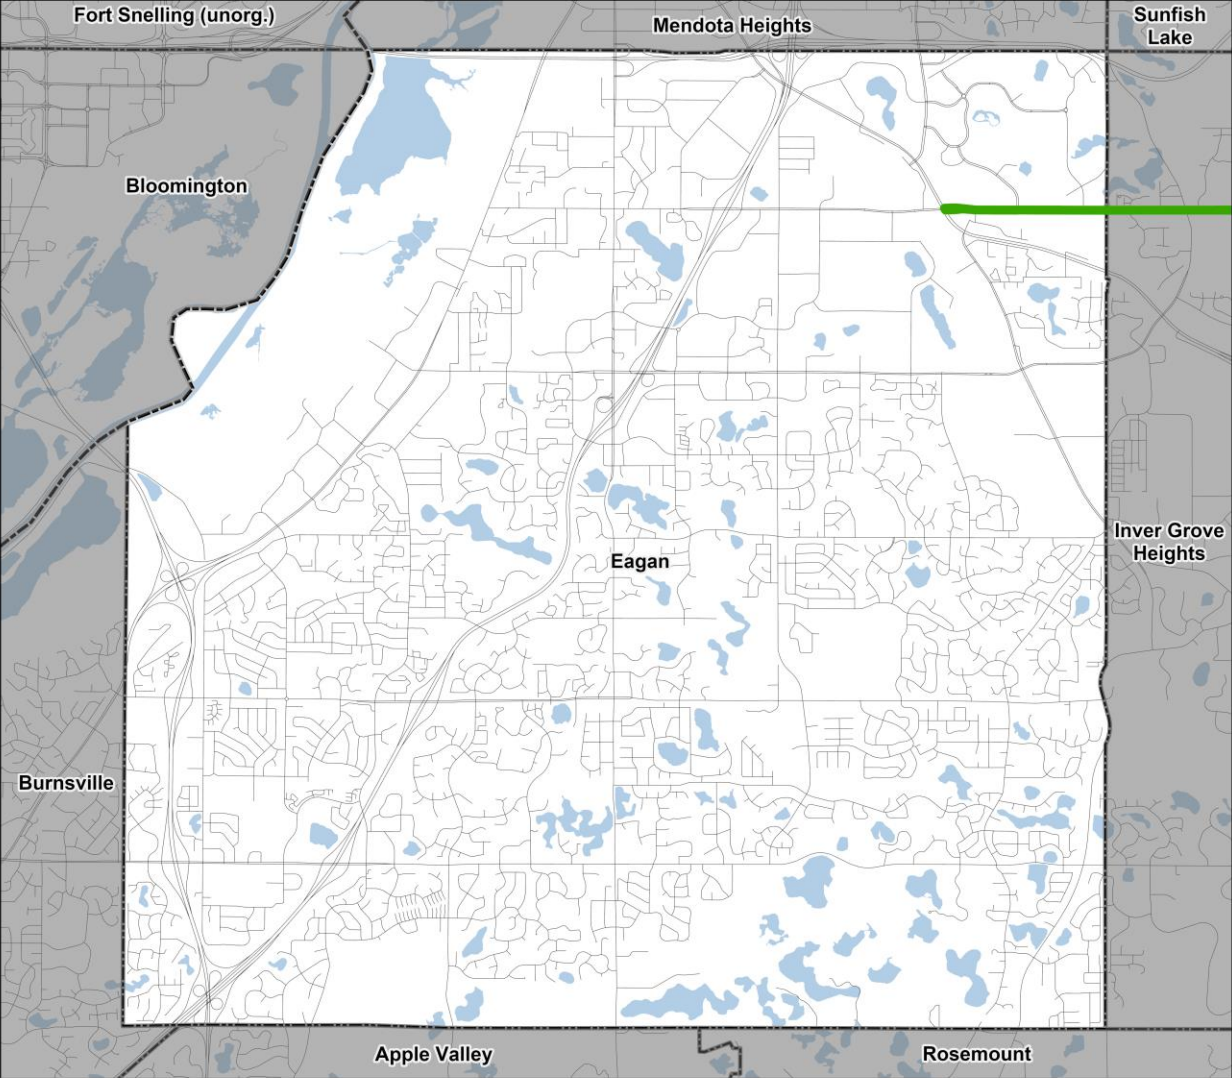 Fort Snelling (unorg.)
Mendota Heights
Sunfish
Lake
Bloomington
Eagan
Inver Grove
Heights
Burnsville
Apple Valley
Rosemount